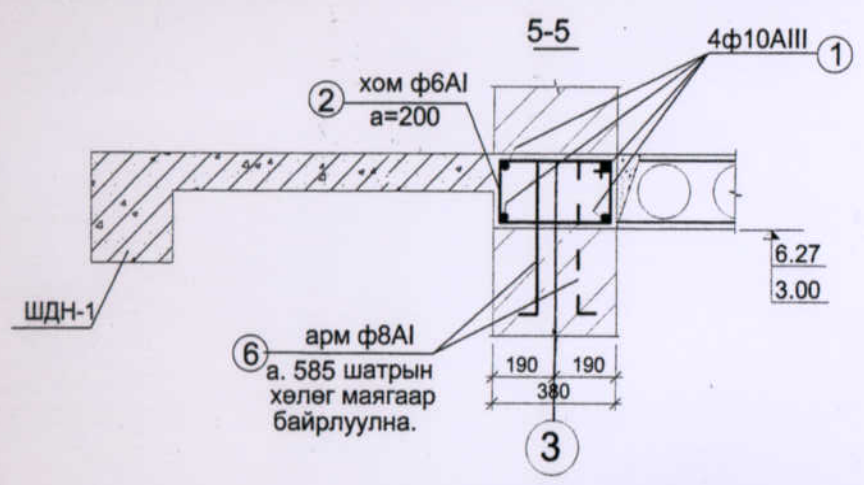 5-5
4ф10AIII
1
хом ф6AI
2
a=200
6.27
3.00
ШДН-1
арм ф8AI
6
а. 585 шатрын
хөлөг маягаар
байрлуулна.
190
190
380
3